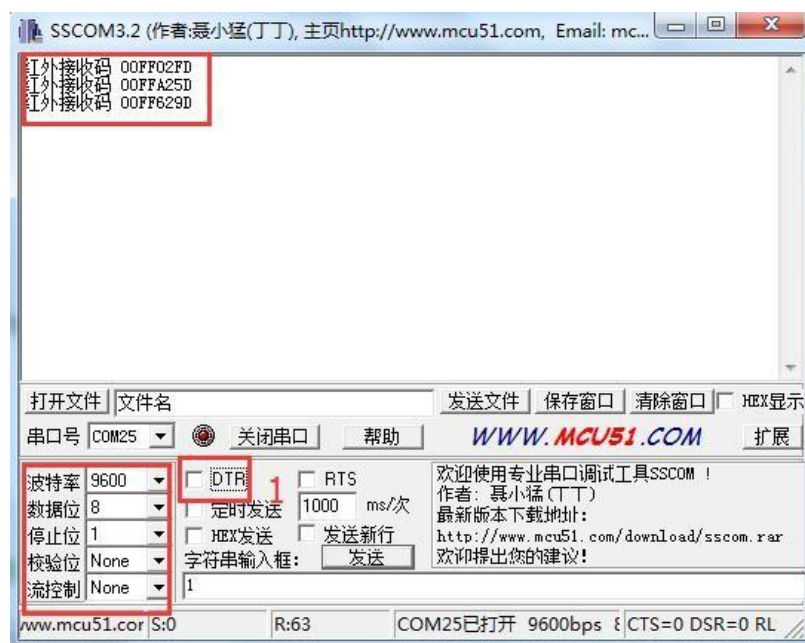 SSCOM3.2 (作者:聂小猛(丁丁), 主页http://www.mcu51.com, Email: mc...
红外接收码 00FF02FD
红外接收码 00FFA25D
红外接收码 00FF629D
打开文件 文件名 发送文件 保存窗口 清除窗口 HEX显示
串口号 COM25 关闭串口 帮助 WWW.MCU51.COM 扩展
波特率 9600 DTR 1 RTS
数据位 8 定时发送 1000 ms/次
停止位 1 HEX发送 发送新行
校验位 None 字符串输入框: 发送
流控制 None 1
欢迎使用专业串口调试工具SSCOM !
作者: 聂小猛(丁丁)
最新版本下载地址:
http://www.mcu51.com/download/sscom.rar
欢迎提出您的建议!
www.mcu51.cor S:0 R:63 COM25已打开 9600bps 8 CTS=0 DSR=0 RL